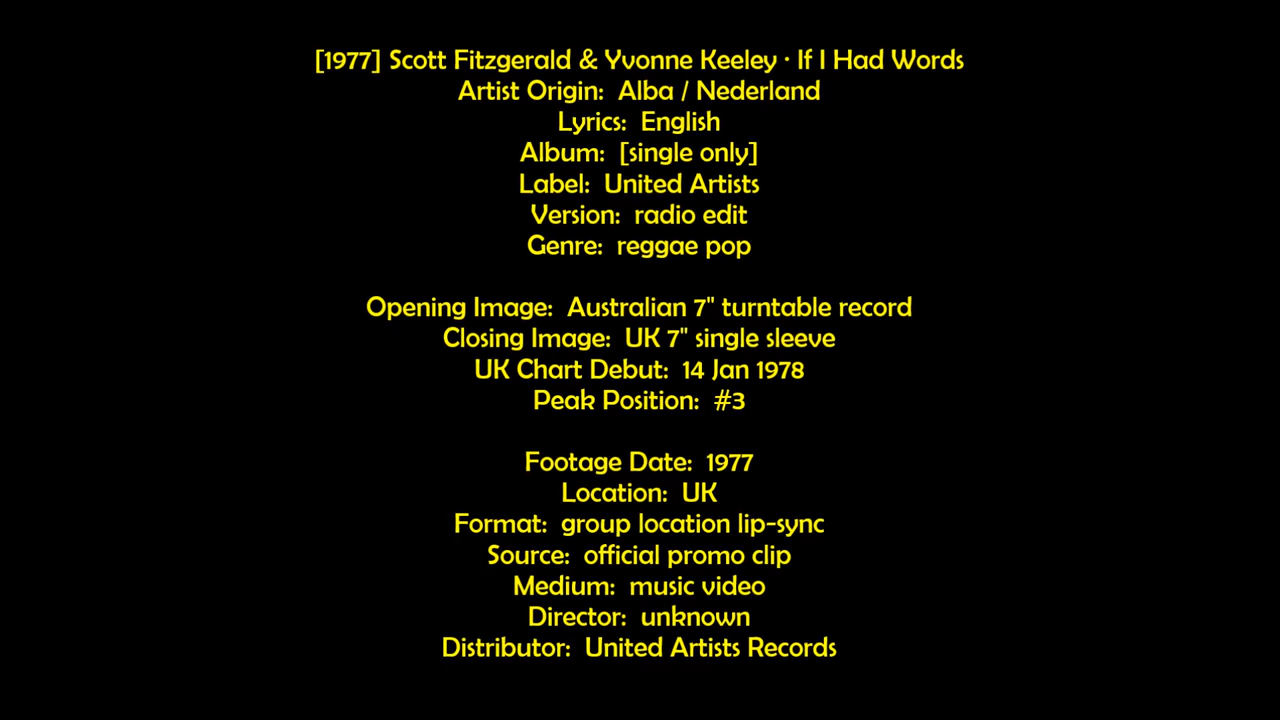 [1977] Scott Fitzgerald & Yvonne Keeley · If I Had Words
Artist Origin:  Alba / Nederland
Lyrics:  English
Album:  [single only]
Label:  United Artists
Version:  radio edit
Genre:  reggae pop
Opening Image:  Australian 7" turntable record
Closing Image:  UK 7" single sleeve
UK Chart Debut:  14 Jan 1978
Peak Position:  #3
Footage Date:  1977
Location:  UK
Format:  group location lip-sync
Source:  official promo clip
Medium:  music video
Director:  unknown
Distributor:  United Artists Records